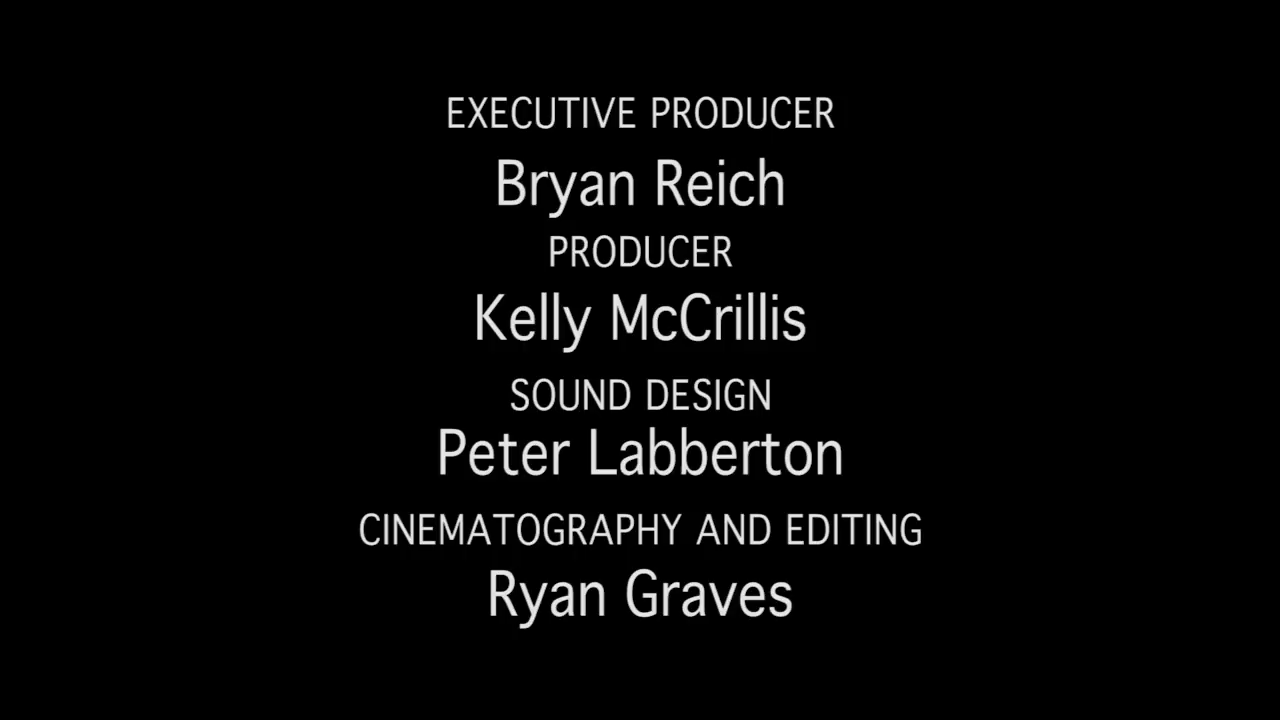 EXECUTIVE PRODUCER
Bryan Reich
PRODUCER
Kelly McCrillis
SOUND DESIGN
Peter Labberton
CINEMATOGRAPHY AND EDITING
Ryan Graves